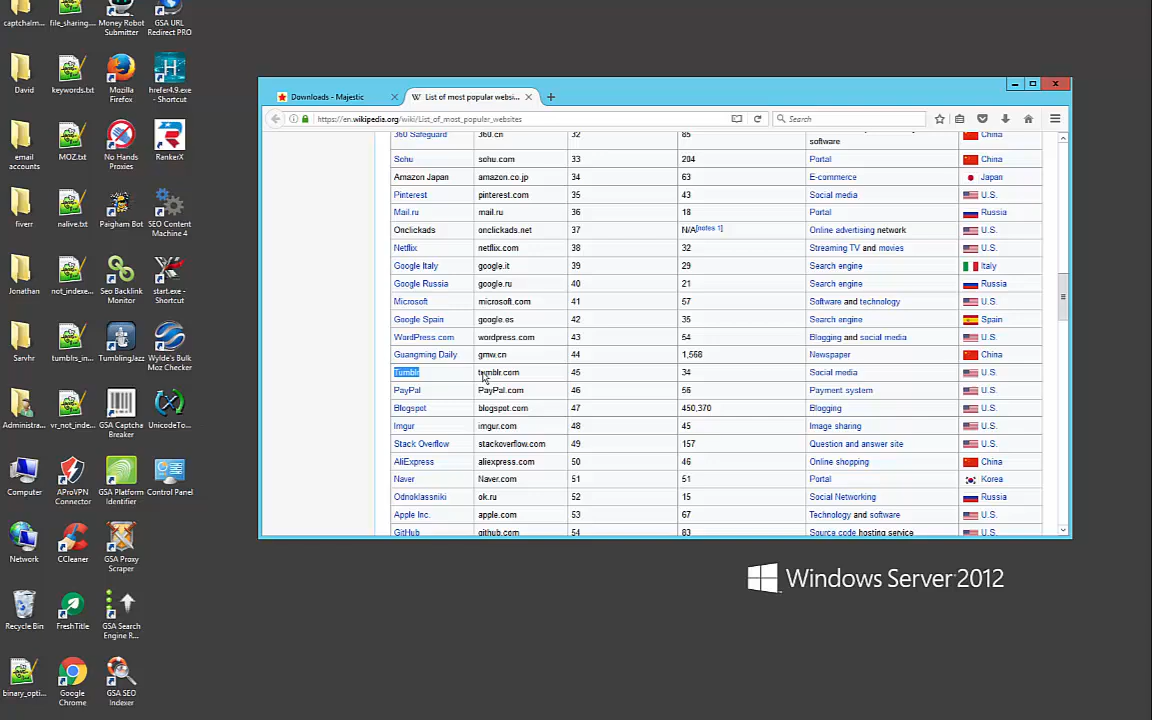 captchalm...
file_sharing....
Money Robot Submitter
GSA URL Redirect PRO
David
keywords.txt
Mozilla Firefox
hrefer4.9.exe - Shortcut
email accounts
MOZ.txt
No Hands Proxies
RankerX
fiverr
nalive.txt
Paigham Bot
SEO Content Machine 4
Jonathan
not_indexe...
Seo Backlink Monitor
start.exe - Shortcut
Sarvhr
tumblrs_in...
TumblingJazz
Wylde's Bulk Moz Checker
Administra...
vr_not_inde...
GSA Captcha Breaker
UnicodeTo...
Computer
AProVPN Connector
GSA Platform Identifier
Control Panel
Network
CCleaner
GSA Proxy Scraper
Recycle Bin
FreshTitle
GSA Search Engine R...
binary_opti...
Google Chrome
GSA SEO Indexer
Downloads - Majestic
List of most popular websi...
https://en.wikipedia.org/wiki/List_of_most_popular_websites
Search
360 Safeguard 360.cn 32 85 software China
Sohu sohu.com 33 204 Portal China
Amazon Japan amazon.co.jp 34 63 E-commerce Japan
Pinterest pinterest.com 35 43 Social media U.S.
Mail.ru mail.ru 36 18 Portal Russia
Onclickads onclickads.net 37 N/A[notes 1] Online advertising network U.S.
Netflix netflix.com 38 32 Streaming TV and movies U.S.
Google Italy google.it 39 29 Search engine Italy
Google Russia google.ru 40 21 Search engine Russia
Microsoft microsoft.com 41 57 Software and technology U.S.
Google Spain google.es 42 35 Search engine Spain
WordPress.com wordpress.com 43 54 Blogging and social media U.S.
Guangming Daily gmw.cn 44 1,568 Newspaper China
Tumblr tumblr.com 45 34 Social media U.S.
PayPal PayPal.com 46 56 Payment system U.S.
Blogspot blogspot.com 47 450,370 Blogging U.S.
Imgur imgur.com 48 45 Image sharing U.S.
Stack Overflow stackoverflow.com 49 157 Question and answer site U.S.
AliExpress aliexpress.com 50 46 Online shopping China
Naver Naver.com 51 51 Portal Korea
Odnoklassniki ok.ru 52 15 Social Networking Russia
Apple Inc. apple.com 53 67 Technology and software U.S.
GitHub github.com 54 83 Source code hosting service U.S.
Windows Server 2012